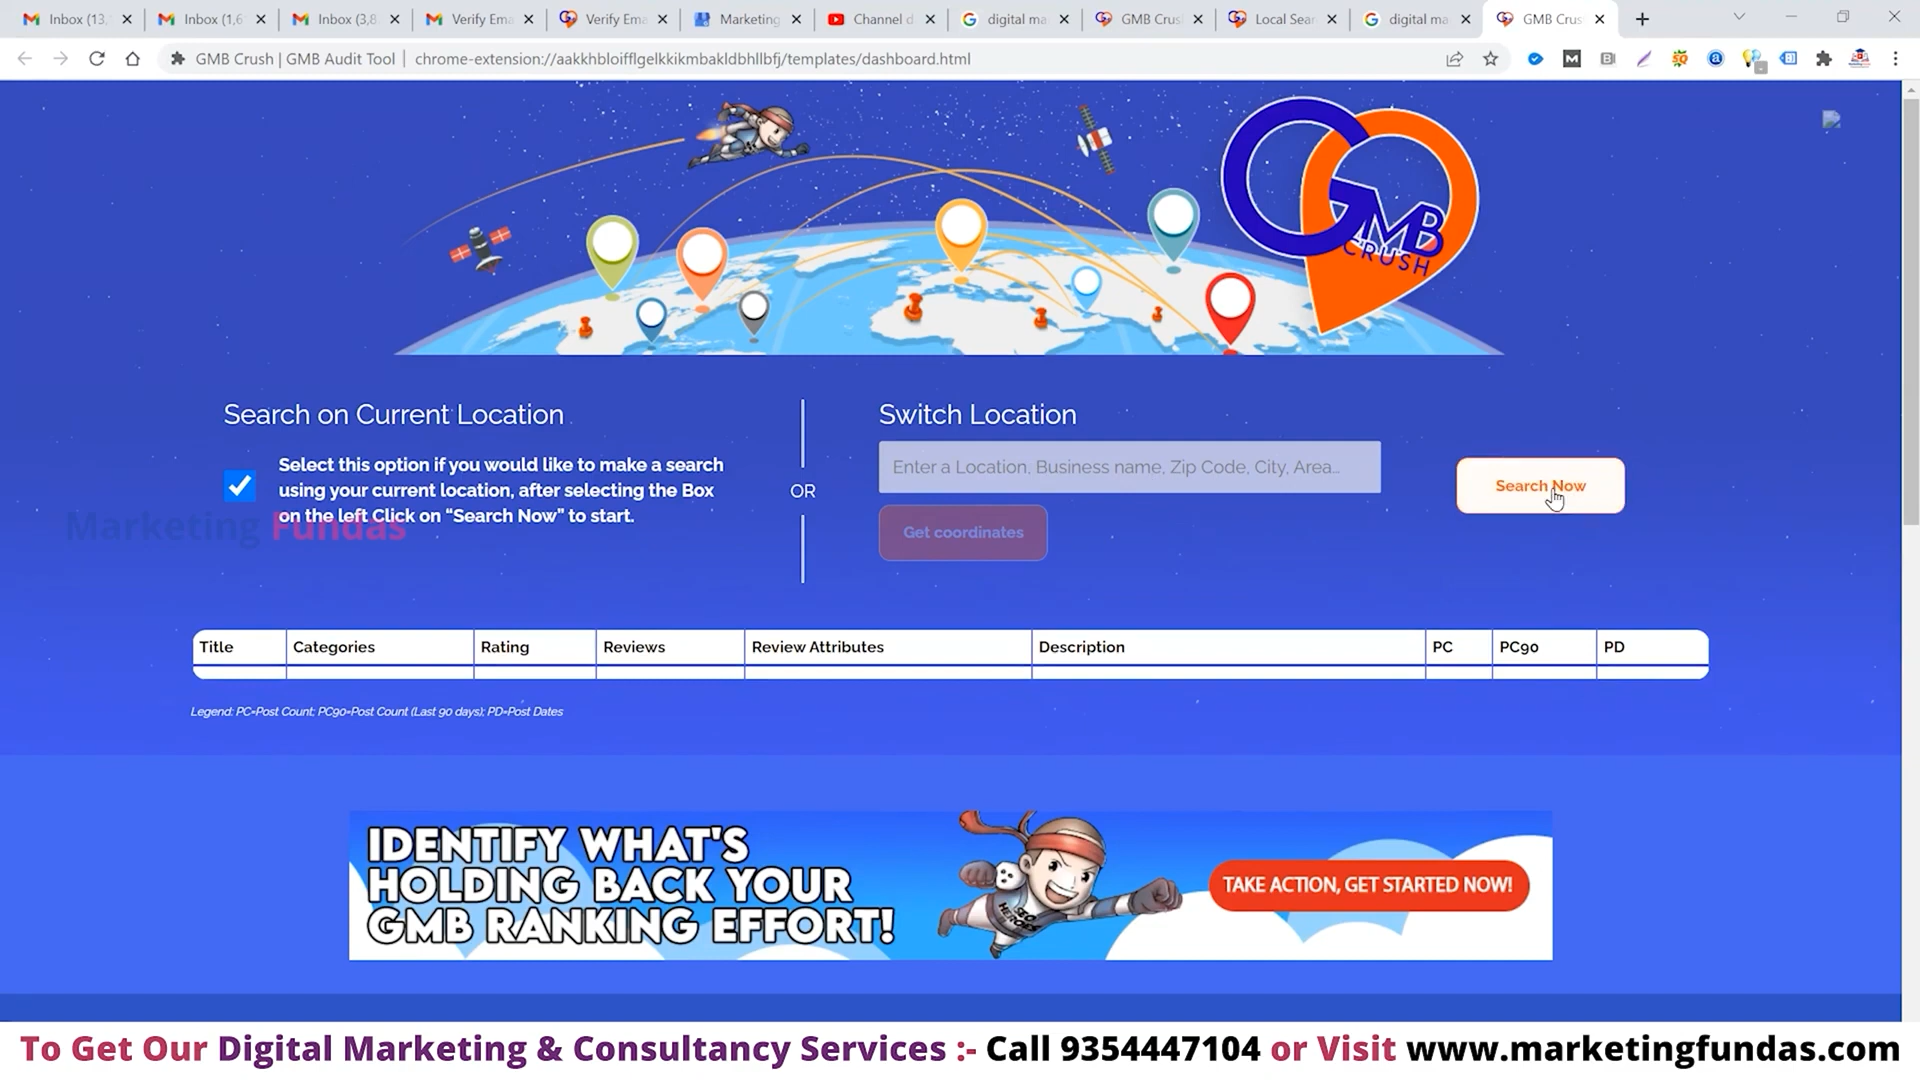 Inbox (13,
Inbox (1,6
Inbox (3,8
Verify Ema
Verify Ema
Marketing
Channel d
digital ma
GMB Crus
Local Sear
digital ma
GMB Crus
GMB Crush | GMB Audit Tool
chrome-extension://aakkhbloifflgelkkikmbakldbhllbfj/templates/dashboard.html
GMB
CRUSH
Search on Current Location
Select this option if you would like to make a search
using your current location, after selecting the Box
on the left Click on “Search Now” to start.
Marketing Fundas
OR
Switch Location
Enter a Location, Business name, Zip Code, City, Area...
Get coordinates
Search Now
Title Categories Rating Reviews Review Attributes Description PC PC90 PD
Legend: PC=Post Count; PC90=Post Count (Last 90 days); PD=Post Dates
IDENTIFY WHAT'S
HOLDING BACK YOUR
GMB RANKING EFFORT!
SEO
HEROES
TAKE ACTION, GET STARTED NOW!
To Get Our Digital Marketing & Consultancy Services :- Call 9354447104 or Visit www.marketingfundas.com